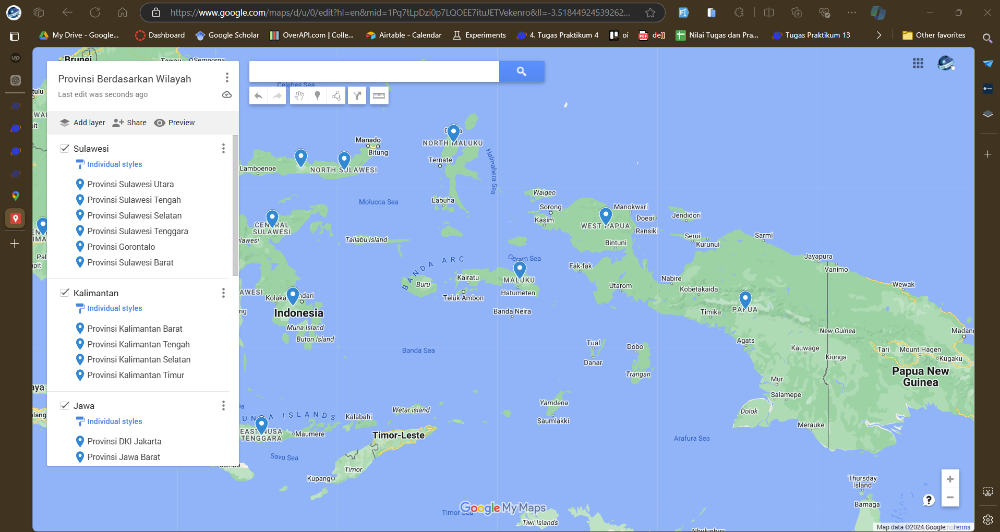 https://www.google.com/maps/d/u/0/edit?hl=en&mid=1Pq7tLpDzi0p7LQOEE7ituJETVekenro&ll=-3.51844924539262...
My Drive - Google...
Dashboard
Google Scholar
OverAPI.com | Colle...
Airtable - Calendar
Experiments
4. Tugas Praktikum 4
oi
de]]
Nilai Tugas dan Pra...
Tugas Praktikum 13
Other favorites
up
Provinsi Berdasarkan Wilayah
Last edit was seconds ago
Add layer
Share
Preview
Sulawesi
Individual styles
Provinsi Sulawesi Utara
Provinsi Sulawesi Tengah
Provinsi Sulawesi Selatan
Provinsi Sulawesi Tenggara
Provinsi Gorontalo
Provinsi Sulawesi Barat
Kalimantan
Individual styles
Provinsi Kalimantan Barat
Provinsi Kalimantan Tengah
Provinsi Kalimantan Selatan
Provinsi Kalimantan Timur
Jawa
Individual styles
Provinsi DKI Jakarta
Provinsi Jawa Barat
Brunei
Tawau
Semporna
Celebes Sea
Manado
Bitung
NORTH MALUKU
Ternate
Halmahera Sea
Lamboenoe
NORTH SULAWESI
Molucca Sea
Labuha
Waigeo
Sorong
Kasim
Manokwari
Doeai
Ransiki
WEST PAPUA
Bintuni
Jendidori
Serui
Kurunui
Sarmi
CENTRAL
SULAWESI
Taliabu Island
BANDA ARC
Ceram Sea
Fak-fak
Jayapura
Vanimo
Wewak
Buru
Kairatu
MALUKU
Hatumeten
Teluk Ambon
Utarom
Nabire
Kobetakaida
Kolaka
Indonesia
Banda Neira
Timika
PAPUA
Muna Island
Buton Island
New Guinea
Madang
Banda Sea
Tual
Danar
Dobo
Trangan
Agats
Kauwage
Kiunga
Tari
Mount Hagen
Kugaku
Papua New
Guinea
Mur
Salamepe
Yamdena
Saumlakki
Dolok
Merauke
Wetar island
Kalabahi
EAST NUSA
TENGGARA
Maumere
Timor-Leste
Arafura Sea
Savu Sea
Timor
Kupang
Thursday
Island
Bamaga
Google My Maps
Timor Sea
Tiwi Islands
Nhulunbuy
Map data ©2024 Google
Terms